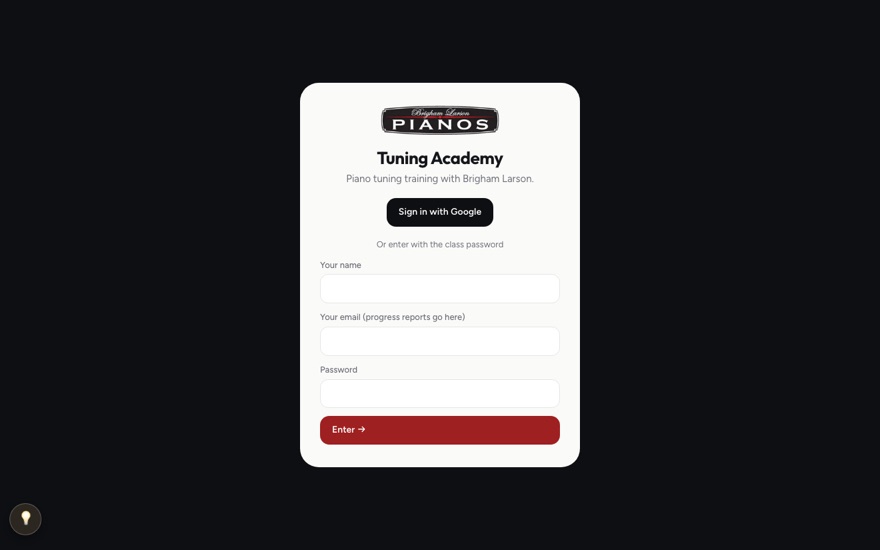 Brigham Larson
PIANOS
Tuning Academy
Piano tuning training with Brigham Larson.
Sign in with Google
Or enter with the class password
Your name
Your email (progress reports go here)
Password
Enter →